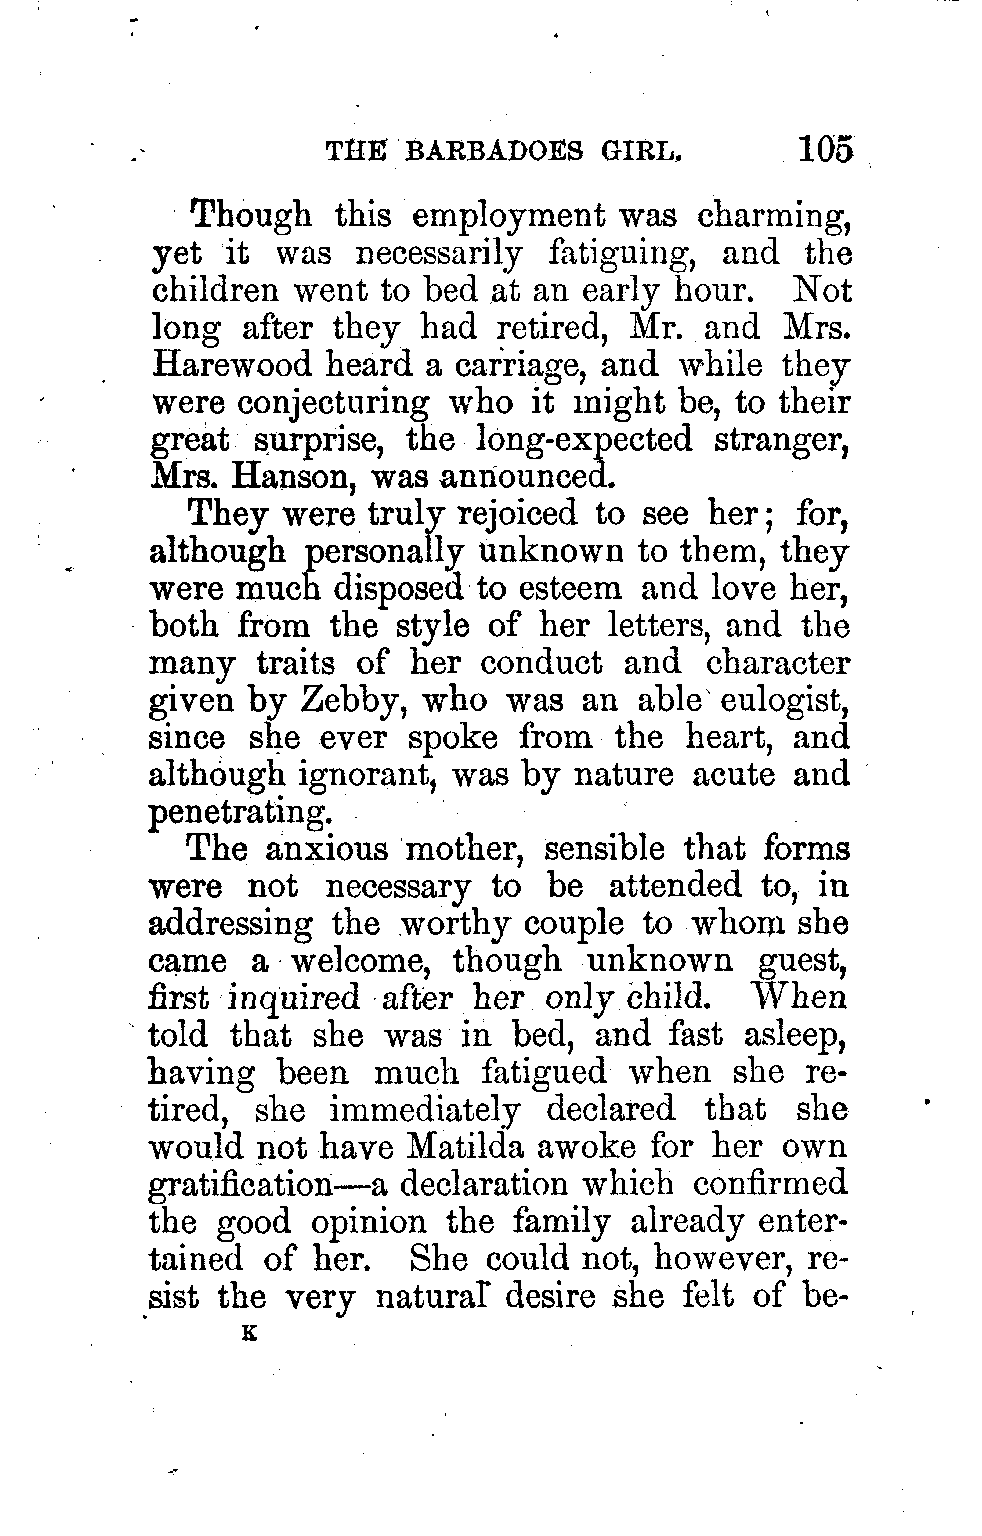 THE BARBADOES GIRL. 105
Though this employment was charming,
yet it was necessarily fatiguing, and the
children went to bed at an early hour. Not
long after they had retired, Mr. and Mrs.
Harewood heard a carriage, and while they
were conjecturing who it might be, to their
great surprise, the long-expected stranger,
Mrs. Hanson, was announced.
They were truly rejoiced to see her; for,
although personally unknown to them, they
were much disposed to esteem and love her,
both from the style of her letters, and the
many traits of her conduct and character
given by Zebby, who was an able eulogist,
since she ever spoke from the heart, and
although ignorant, was by nature acute and
penetrating.
The anxious mother, sensible that forms
were not necessary to be attended to, in
addressing the worthy couple to whom she
came a welcome, though unknown guest,
first inquired after her only child. When
told that she was in bed, and fast asleep,
having been much fatigued when she re-
tired, she immediately declared that she
would not have Matilda awoke for her own
gratification—a declaration which confirmed
the good opinion the family already enter-
tained of her. She could not, however, re-
sist the very natural desire she felt of be-
K